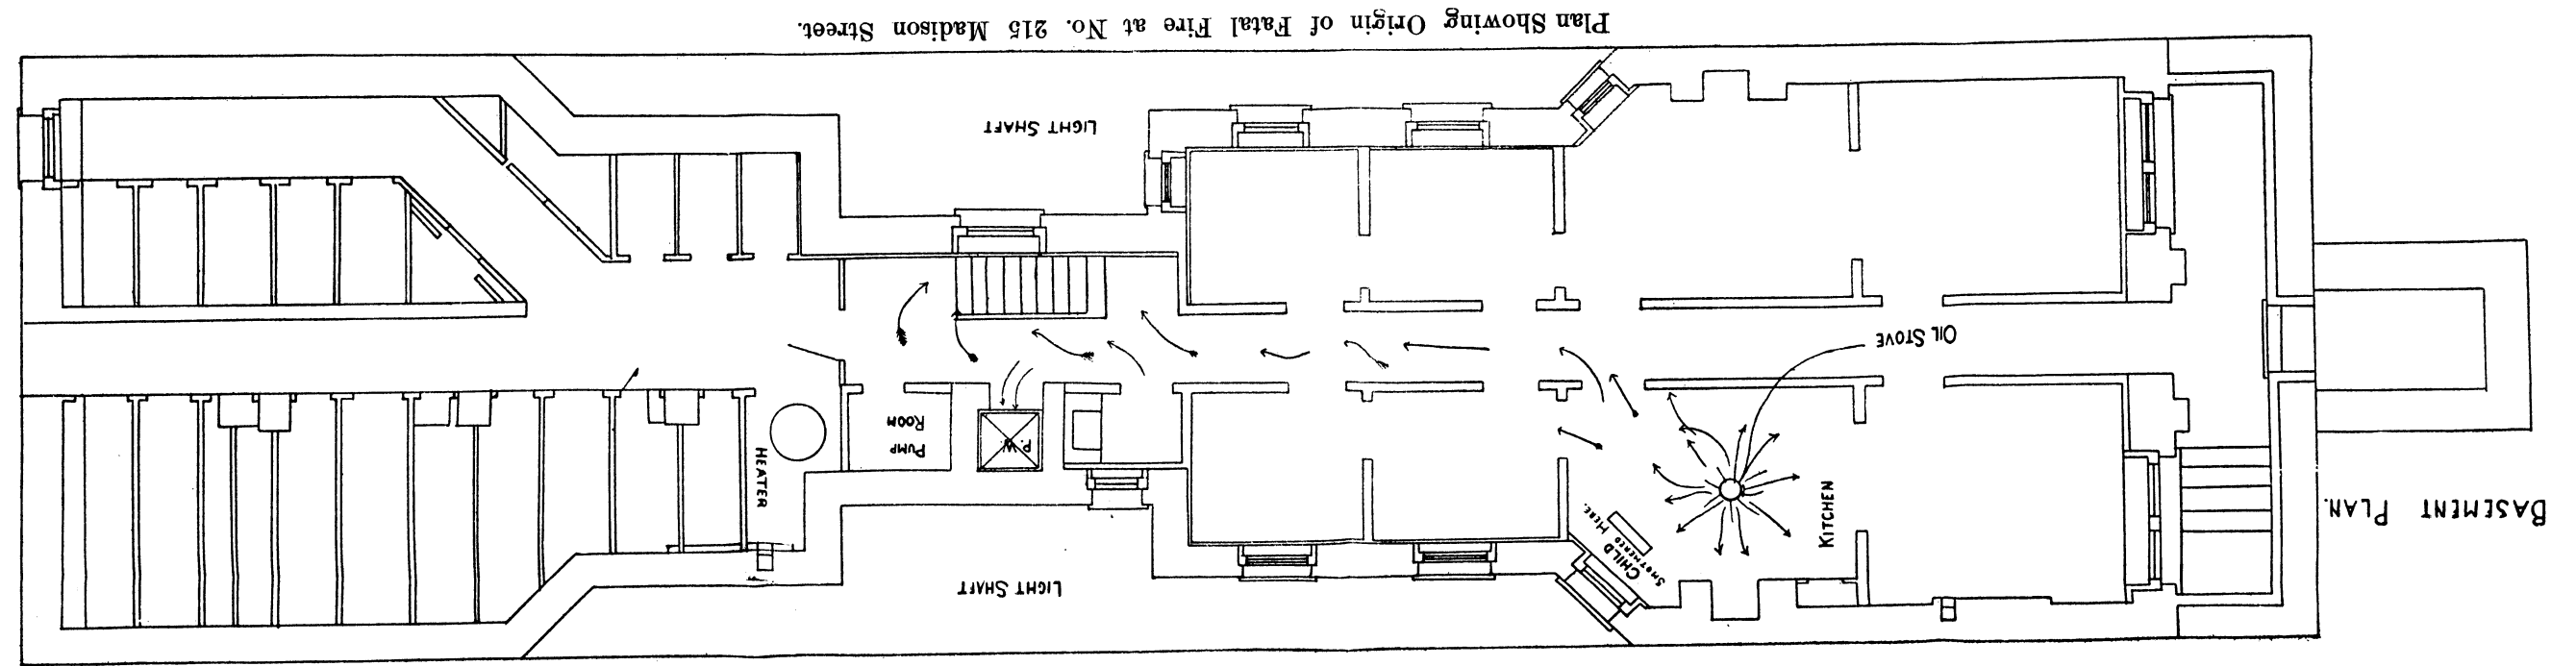 BASEMENT PLAN.
OIL STOVE
KITCHEN
CHILD
SMOTHERED HERE.
LIGHT SHAFT
LIGHT SHAFT
P.W.
PUMP
ROOM
HEATER
Plan Showing Origin of Fatal Fire at No. 215 Madison Street.